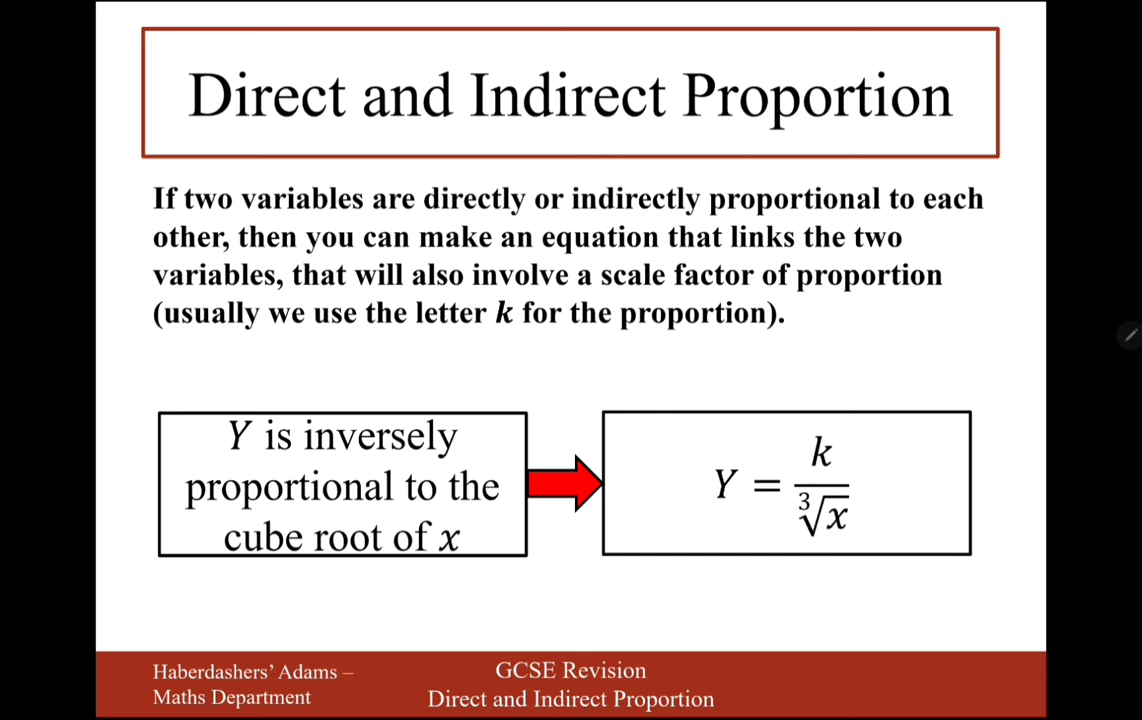 Direct and Indirect Proportion
If two variables are directly or indirectly proportional to each
other, then you can make an equation that links the two
variables, that will also involve a scale factor of proportion
(usually we use the letter k for the proportion).
Y is inversely
proportional to the
cube root of x
Y = k/∛x
Haberdashers’ Adams –
Maths Department
GCSE Revision
Direct and Indirect Proportion